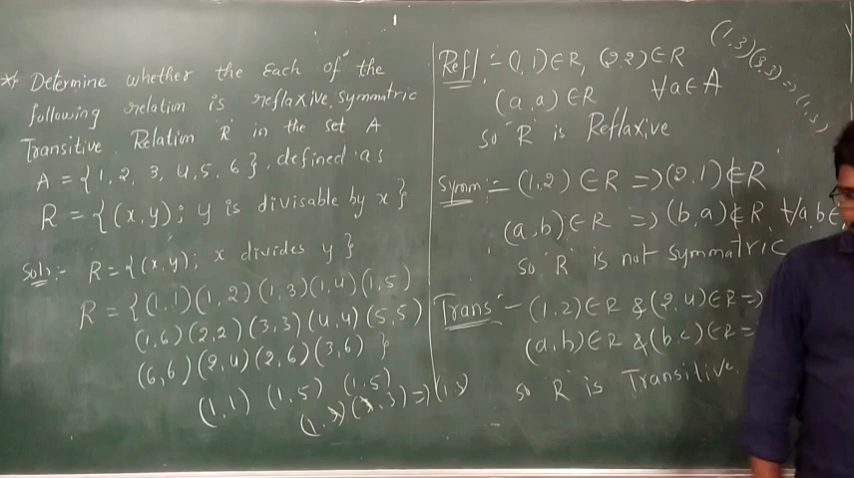 * Determine whether the Each of the
following relation is reflaxive, symmetric
Transitive Relation R in the set A
A = {1, 2, 3, 4, 5, 6}, defined as
R = {(x, y); y is divisable by x}
Sol:- R = {(x, y); x divides y}
R = {(1,1)(1,2)(1,3)(1,4)(1,5)
(1,6)(2,2)(3,3)(4,4)(5,5)
(6,6)(2,4)(2,6)(3,6)}
(1,1) (1,5) (1,5)
(1,3)(3,3) => (1,3)
Refl:- (1,1)∈R, (2,2)∈R
(a,a)∈R ∀a∈A
so R is Reflaxive
(1,3)(3,3) => (1,3)
Symm:- (1,2)∈R => (2,1)∉R
(a,b)∈R => (b,a)∉R ∀a,b∈
so R is not symmatric
Trans:- (1,2)∈R &(2,4)∈R =>
(a,b)∈R &(b,c)∈R =
so R is Transitive.